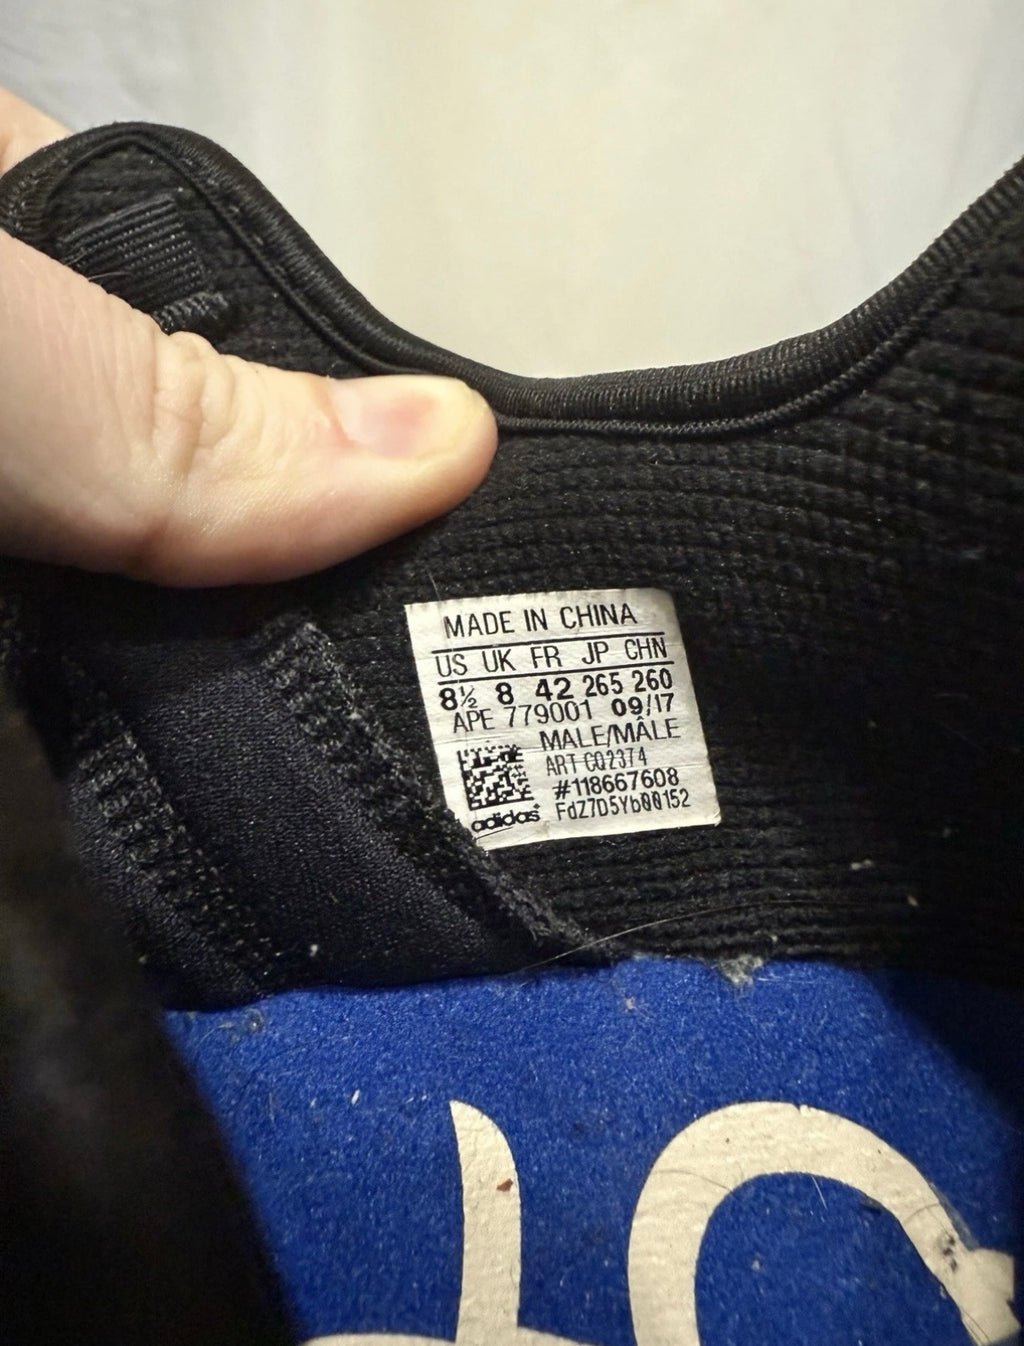 MADE IN CHINA
US UK FR JP CHN
8½ 8 42 265 260
APE 779001 09/17
MALE/MÂLE
ART CQ2374
#118667608
FdZ7D5Yb00152
adidas